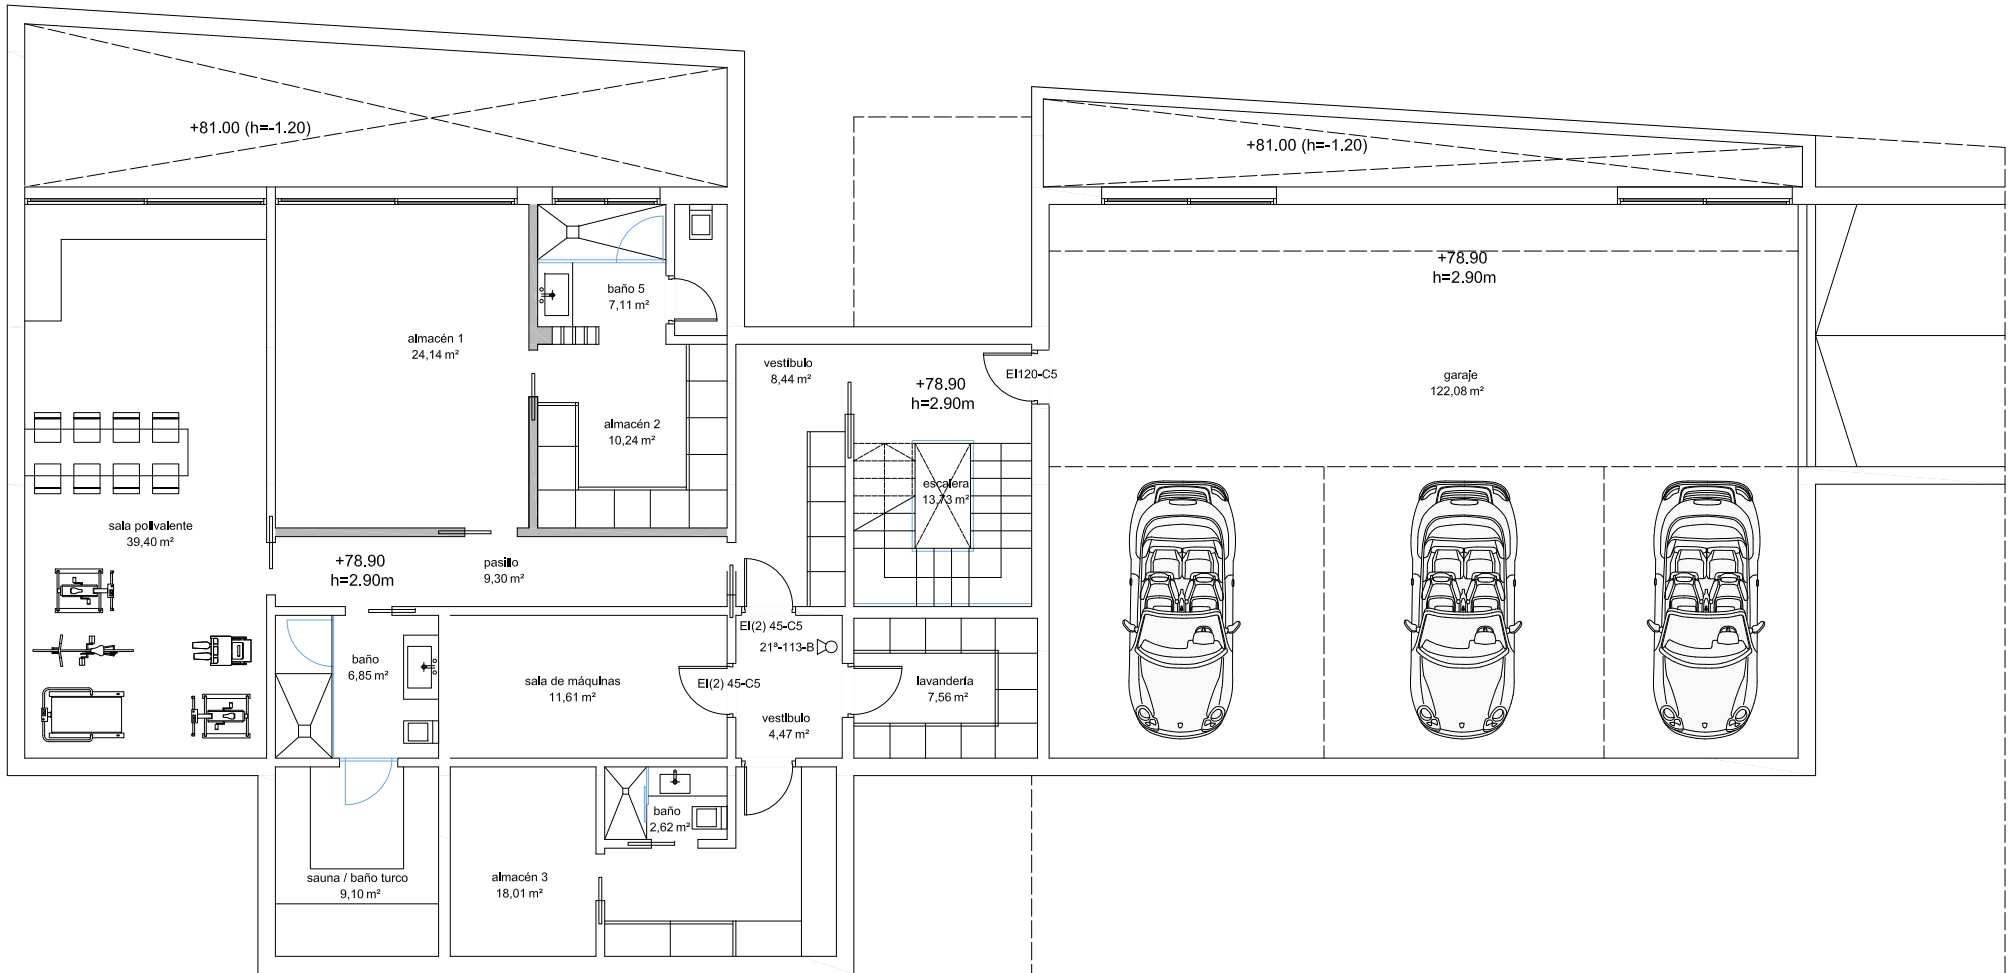 +81.00 (h=-1.20)
+81.00 (h=-1.20)
+78.90
h=2.90m
baño 5
7,11 m²
almacén 1
24,14 m²
vestíbulo
8,44 m²
+78.90
h=2.90m
EI120-C5
garaje
122,08 m²
almacén 2
10,24 m²
escalera
13,73 m²
sala polivalente
39,40 m²
+78.90
h=2.90m
pasillo
9,30 m²
EI(2) 45-C5
21ª-113-B
baño
6,85 m²
sala de máquinas
11,61 m²
EI(2) 45-C5
lavandería
7,56 m²
vestíbulo
4,47 m²
baño
2,62 m²
sauna / baño turco
9,10 m²
almacén 3
18,01 m²